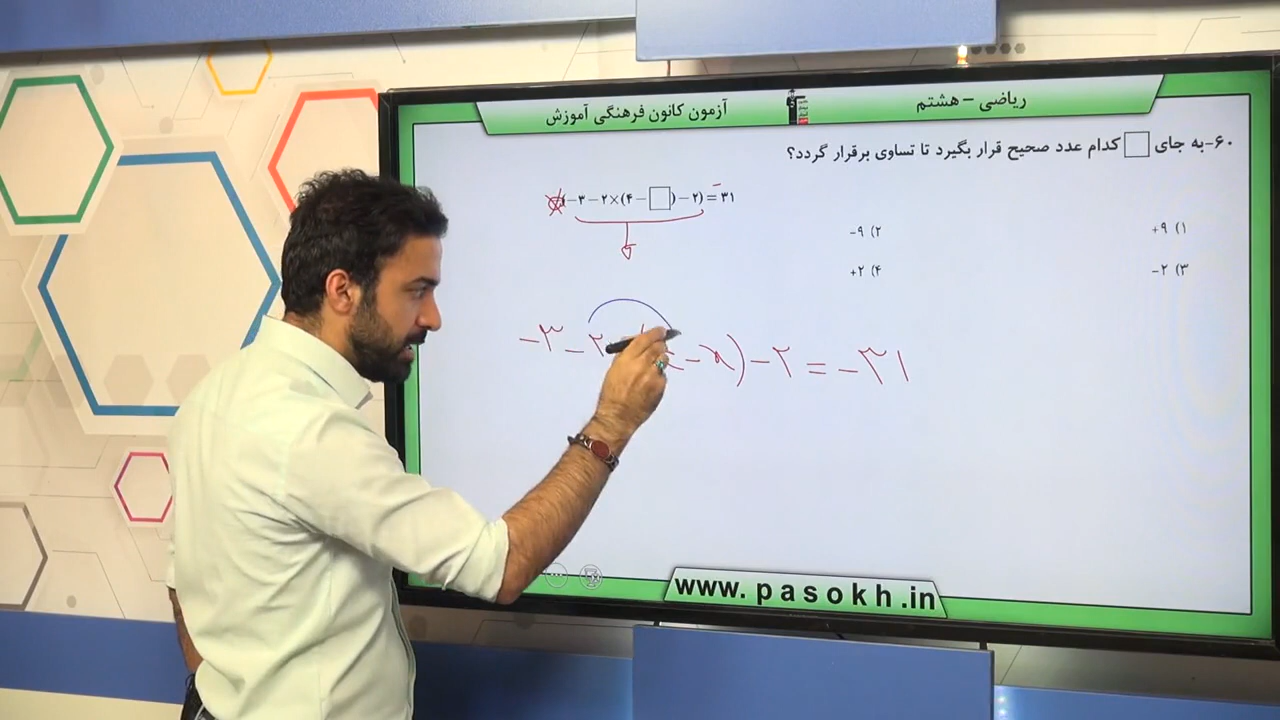 ریاضی - هشتم
آزمون کانون فرهنگی آموزش
۶۰- به جای □ کدام عدد صحیح قرار بگیرد تا تساوی برقرار گردد؟
(-۳-۲×(۴-□)-۲)=۳۱
۱) +۹
۲) -۹
۳) -۲
۴) +۲
-۳-۲ -x)-۲=-۳۱
www.pasokh.in